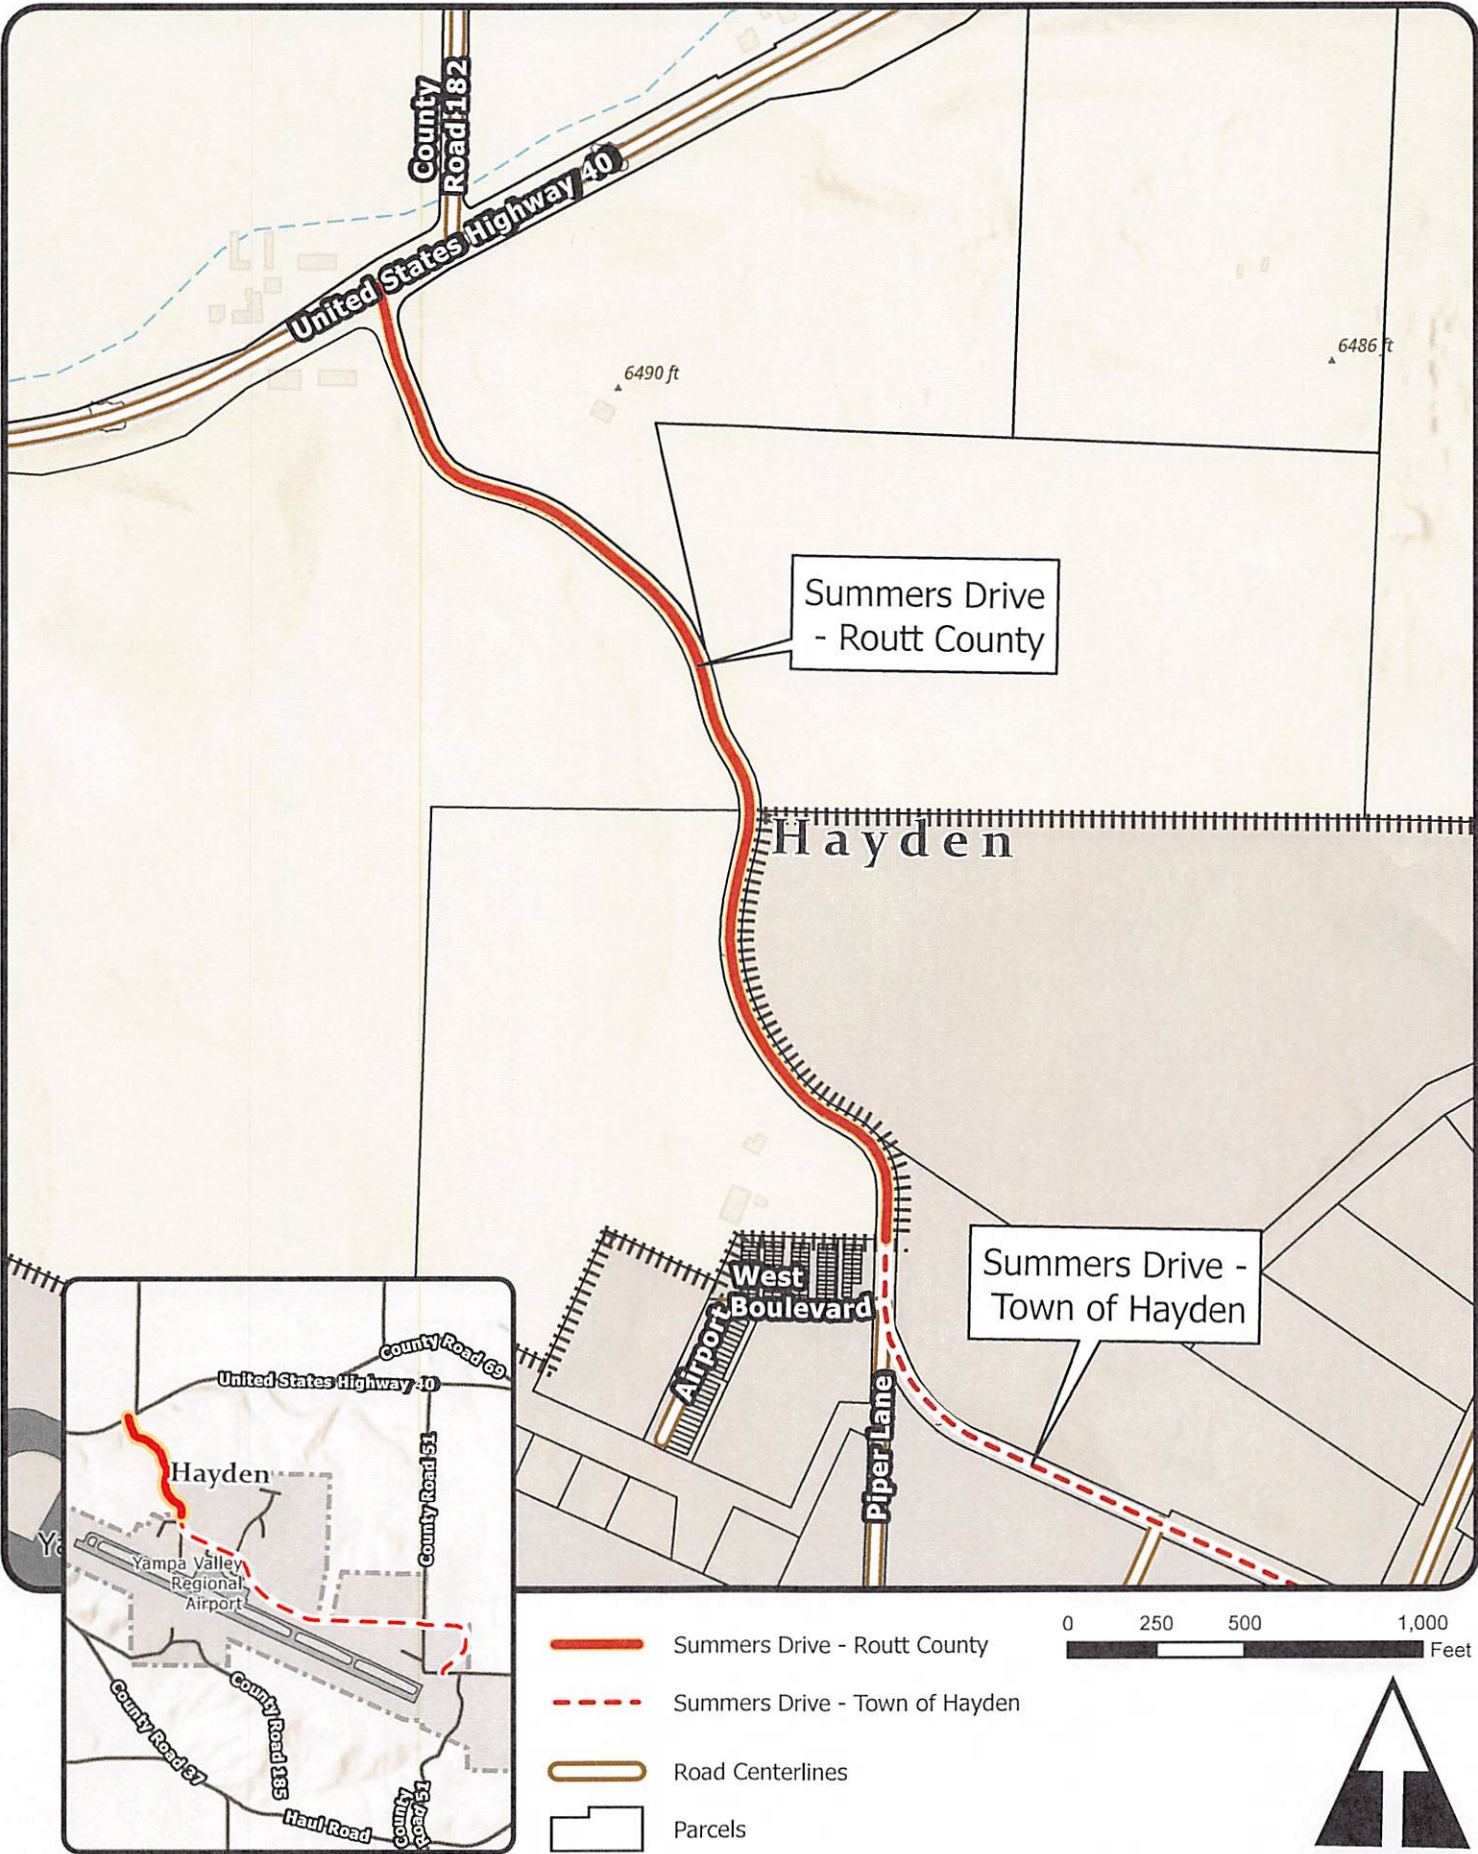 County
Road 182
United States Highway 40
6490 ft
6486 ft
Summers Drive
- Routt County
Hayden
Summers Drive -
Town of Hayden
West
Boulevard
Airport
Piper Lane
County Road 69
United States Highway 40
County Road 51
Hayden
Yampa Valley
Regional
Airport
County Road 37
County Road 185
Haul Road
County
Road 51
Ya
Summers Drive - Routt County
Summers Drive - Town of Hayden
Road Centerlines
Parcels
0 250 500 1,000
Feet